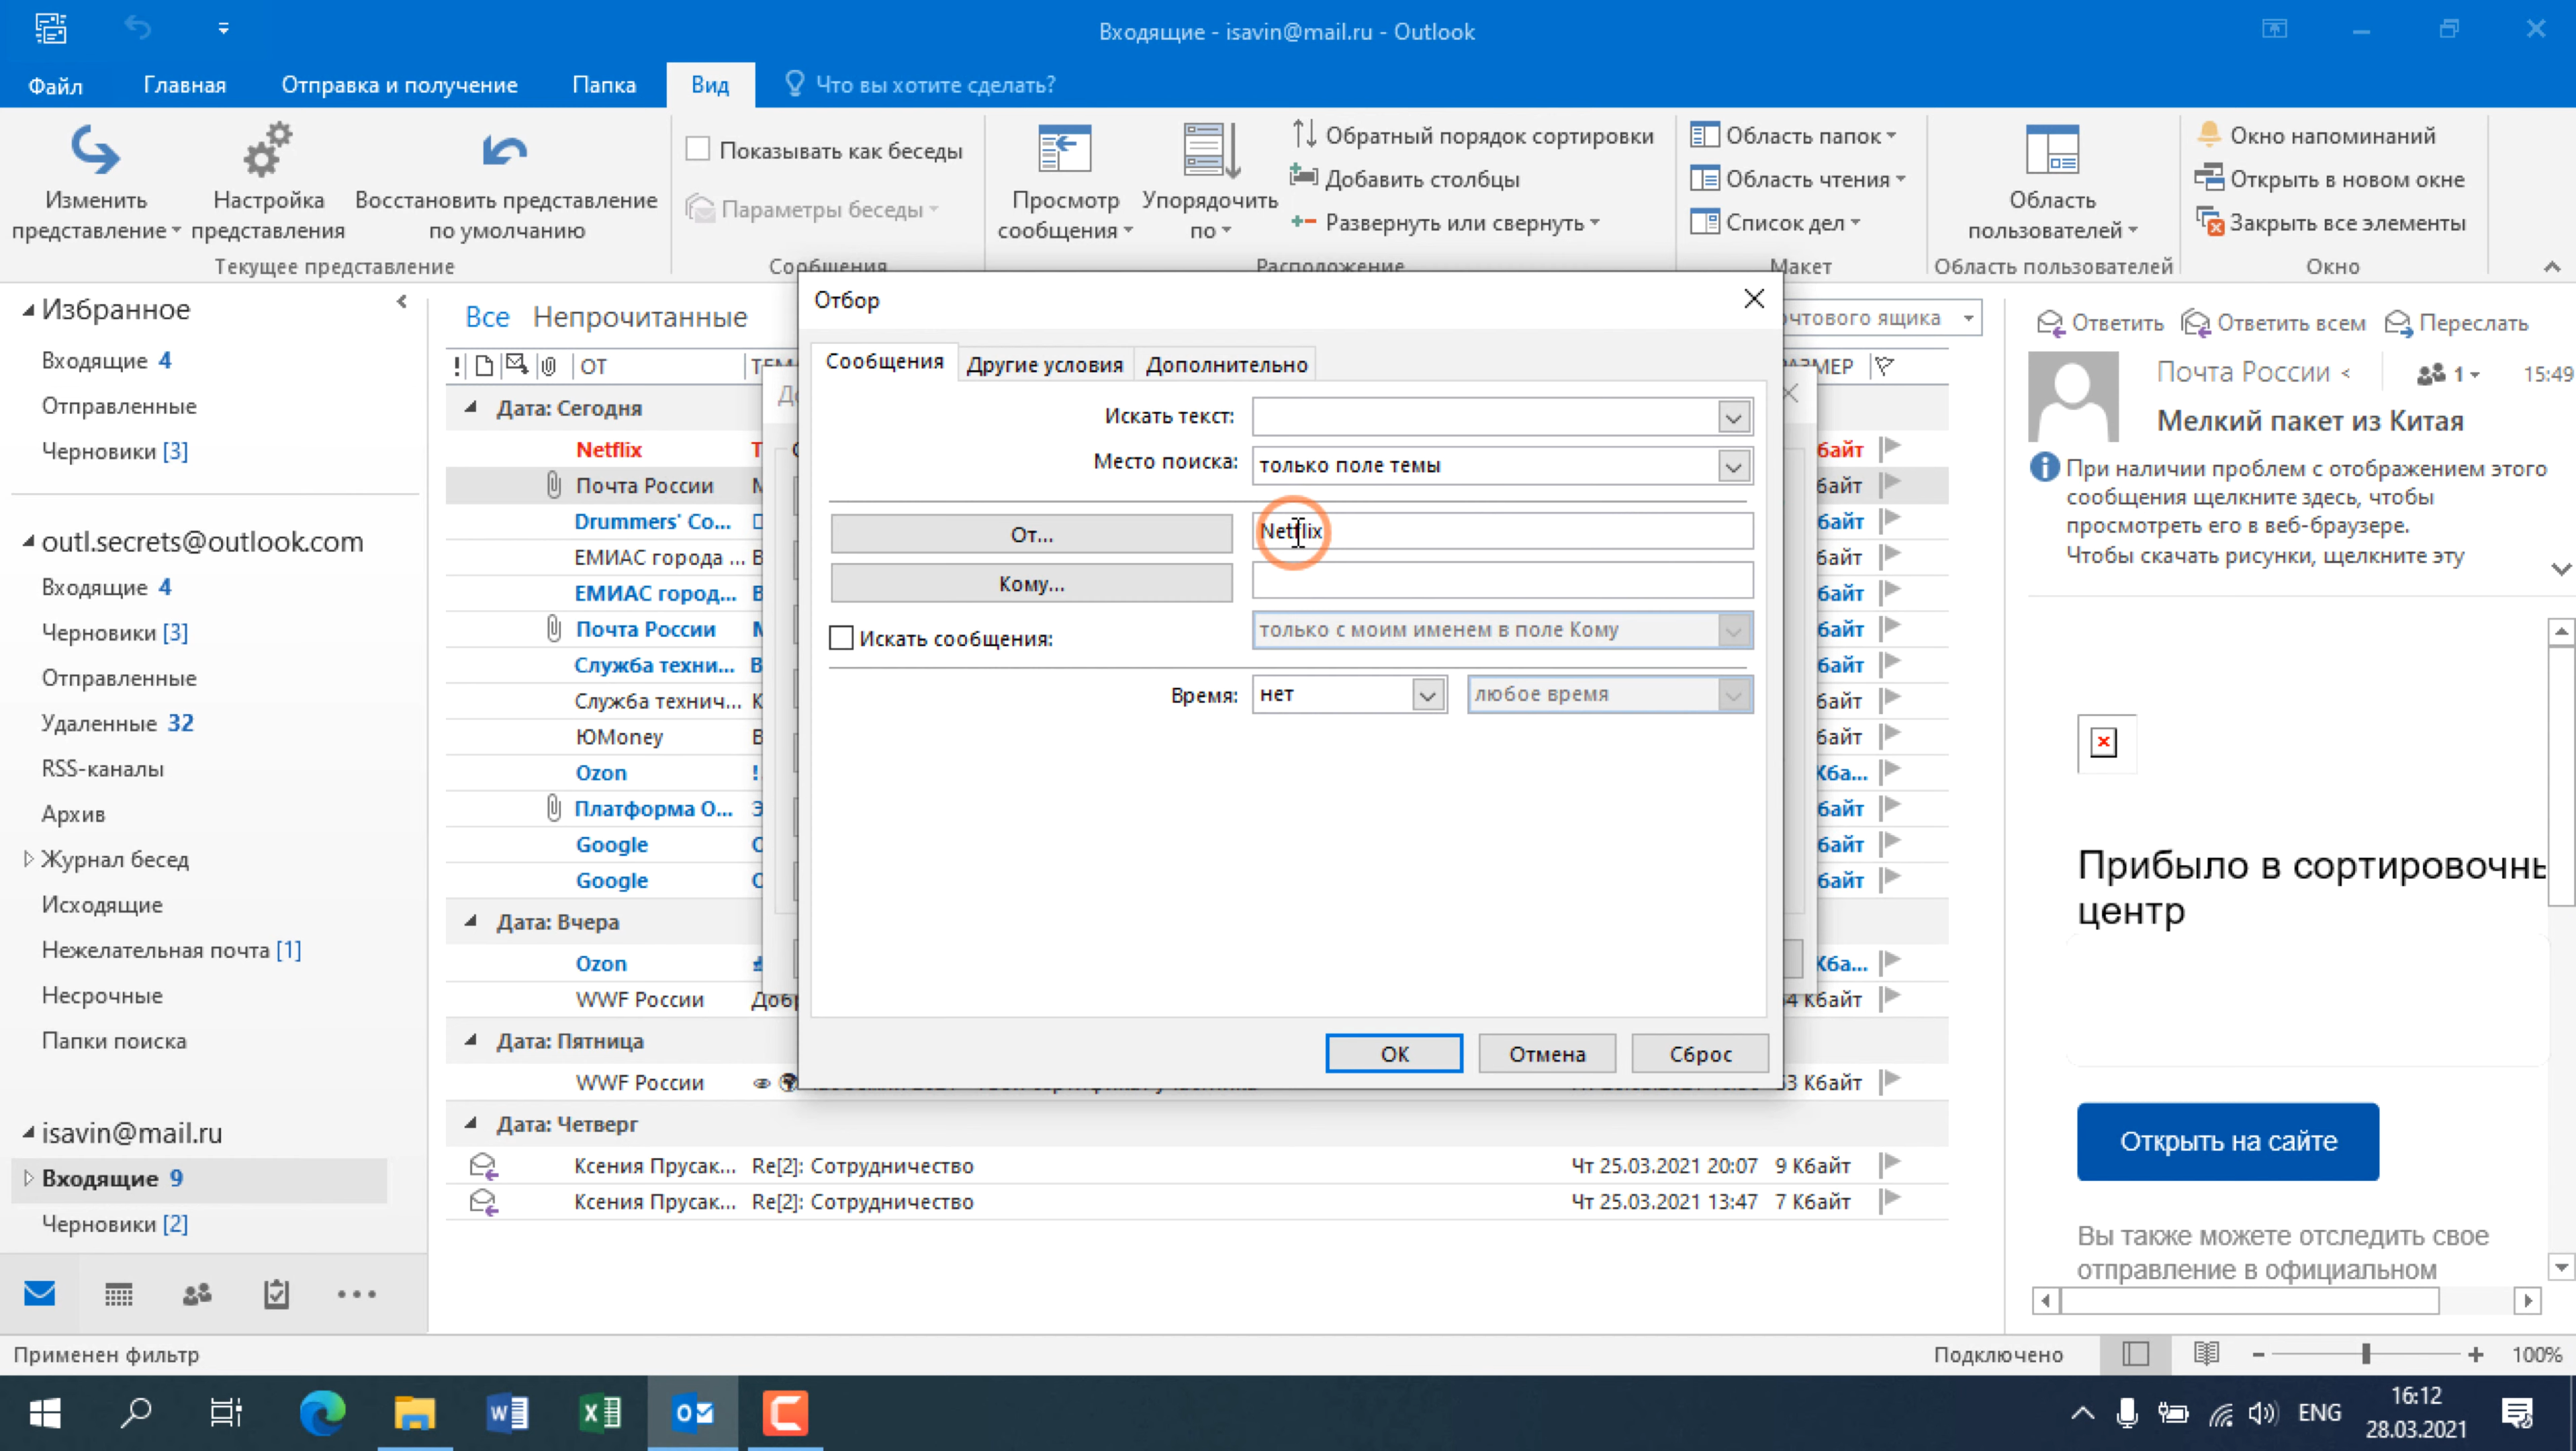 Входящие - isavin@mail.ru - Outlook
Файл
Главная
Отправка и получение
Папка
Вид
Что вы хотите сделать?
Изменить представление
Настройка представления
Восстановить представление по умолчанию
Текущее представление
Показывать как беседы
Параметры беседы
Сообщения
Просмотр сообщения
Упорядочить по
Обратный порядок сортировки
Добавить столбцы
Развернуть или свернуть
Расположение
Область папок
Область чтения
Список дел
Макет
Область пользователей
Область пользователей
Окно напоминаний
Открыть в новом окне
Закрыть все элементы
Окно
Избранное
Входящие 4
Отправленные
Черновики [3]
outl.secrets@outlook.com
Входящие 4
Черновики [3]
Отправленные
Удаленные 32
RSS-каналы
Архив
Журнал бесед
Исходящие
Нежелательная почта [1]
Несрочные
Папки поиска
isavin@mail.ru
Входящие 9
Черновики [2]
Все Непрочитанные
чтового ящика
ОТ
Дата: Сегодня
Netflix
Почта России
Drummers' Co...
ЕМИАС города ...
ЕМИАС город...
Почта России
Служба техни...
Служба технич...
ЮMoney
Ozon
Платформа О...
Google
Google
Дата: Вчера
Ozon
WWF России
Дата: Пятница
WWF России 53 Кбайт
Дата: Четверг
Ксения Прусак... Re[2]: Сотрудничество Чт 25.03.2021 20:07 9 Кбайт
Ксения Прусак... Re[2]: Сотрудничество Чт 25.03.2021 13:47 7 Кбайт
Отбор
Сообщения
Другие условия
Дополнительно
Искать текст:
Место поиска: только поле темы
От... Netflix
Кому...
Искать сообщения: только с моим именем в поле Кому
Время: нет любое время
ОК Отмена Сброс
Ответить Ответить всем Переслать
Почта России < 1 15:49
Мелкий пакет из Китая
При наличии проблем с отображением этого
сообщения щелкните здесь, чтобы
просмотреть его в веб-браузере.
Чтобы скачать рисунки, щелкните эту
Прибыло в сортировочн
центр
Открыть на сайте
Вы также можете отследить свое
отправление в официальном
Применен фильтр
Подключено
100%
ENG
16:12
28.03.2021